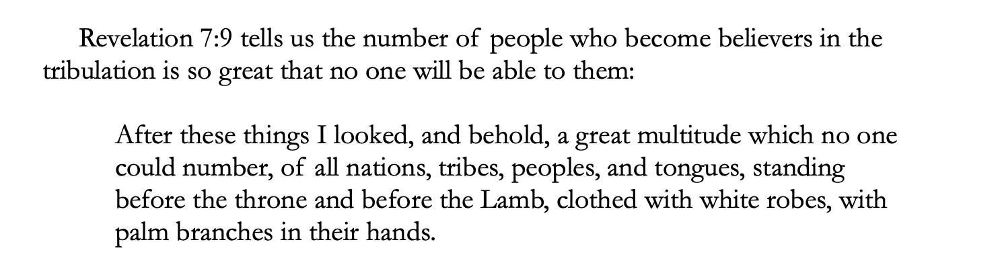 Revelation 7:9 tells us the number of people who become believers in the
tribulation is so great that no one will be able to them:
After these things I looked, and behold, a great multitude which no one
could number, of all nations, tribes, peoples, and tongues, standing
before the throne and before the Lamb, clothed with white robes, with
palm branches in their hands.